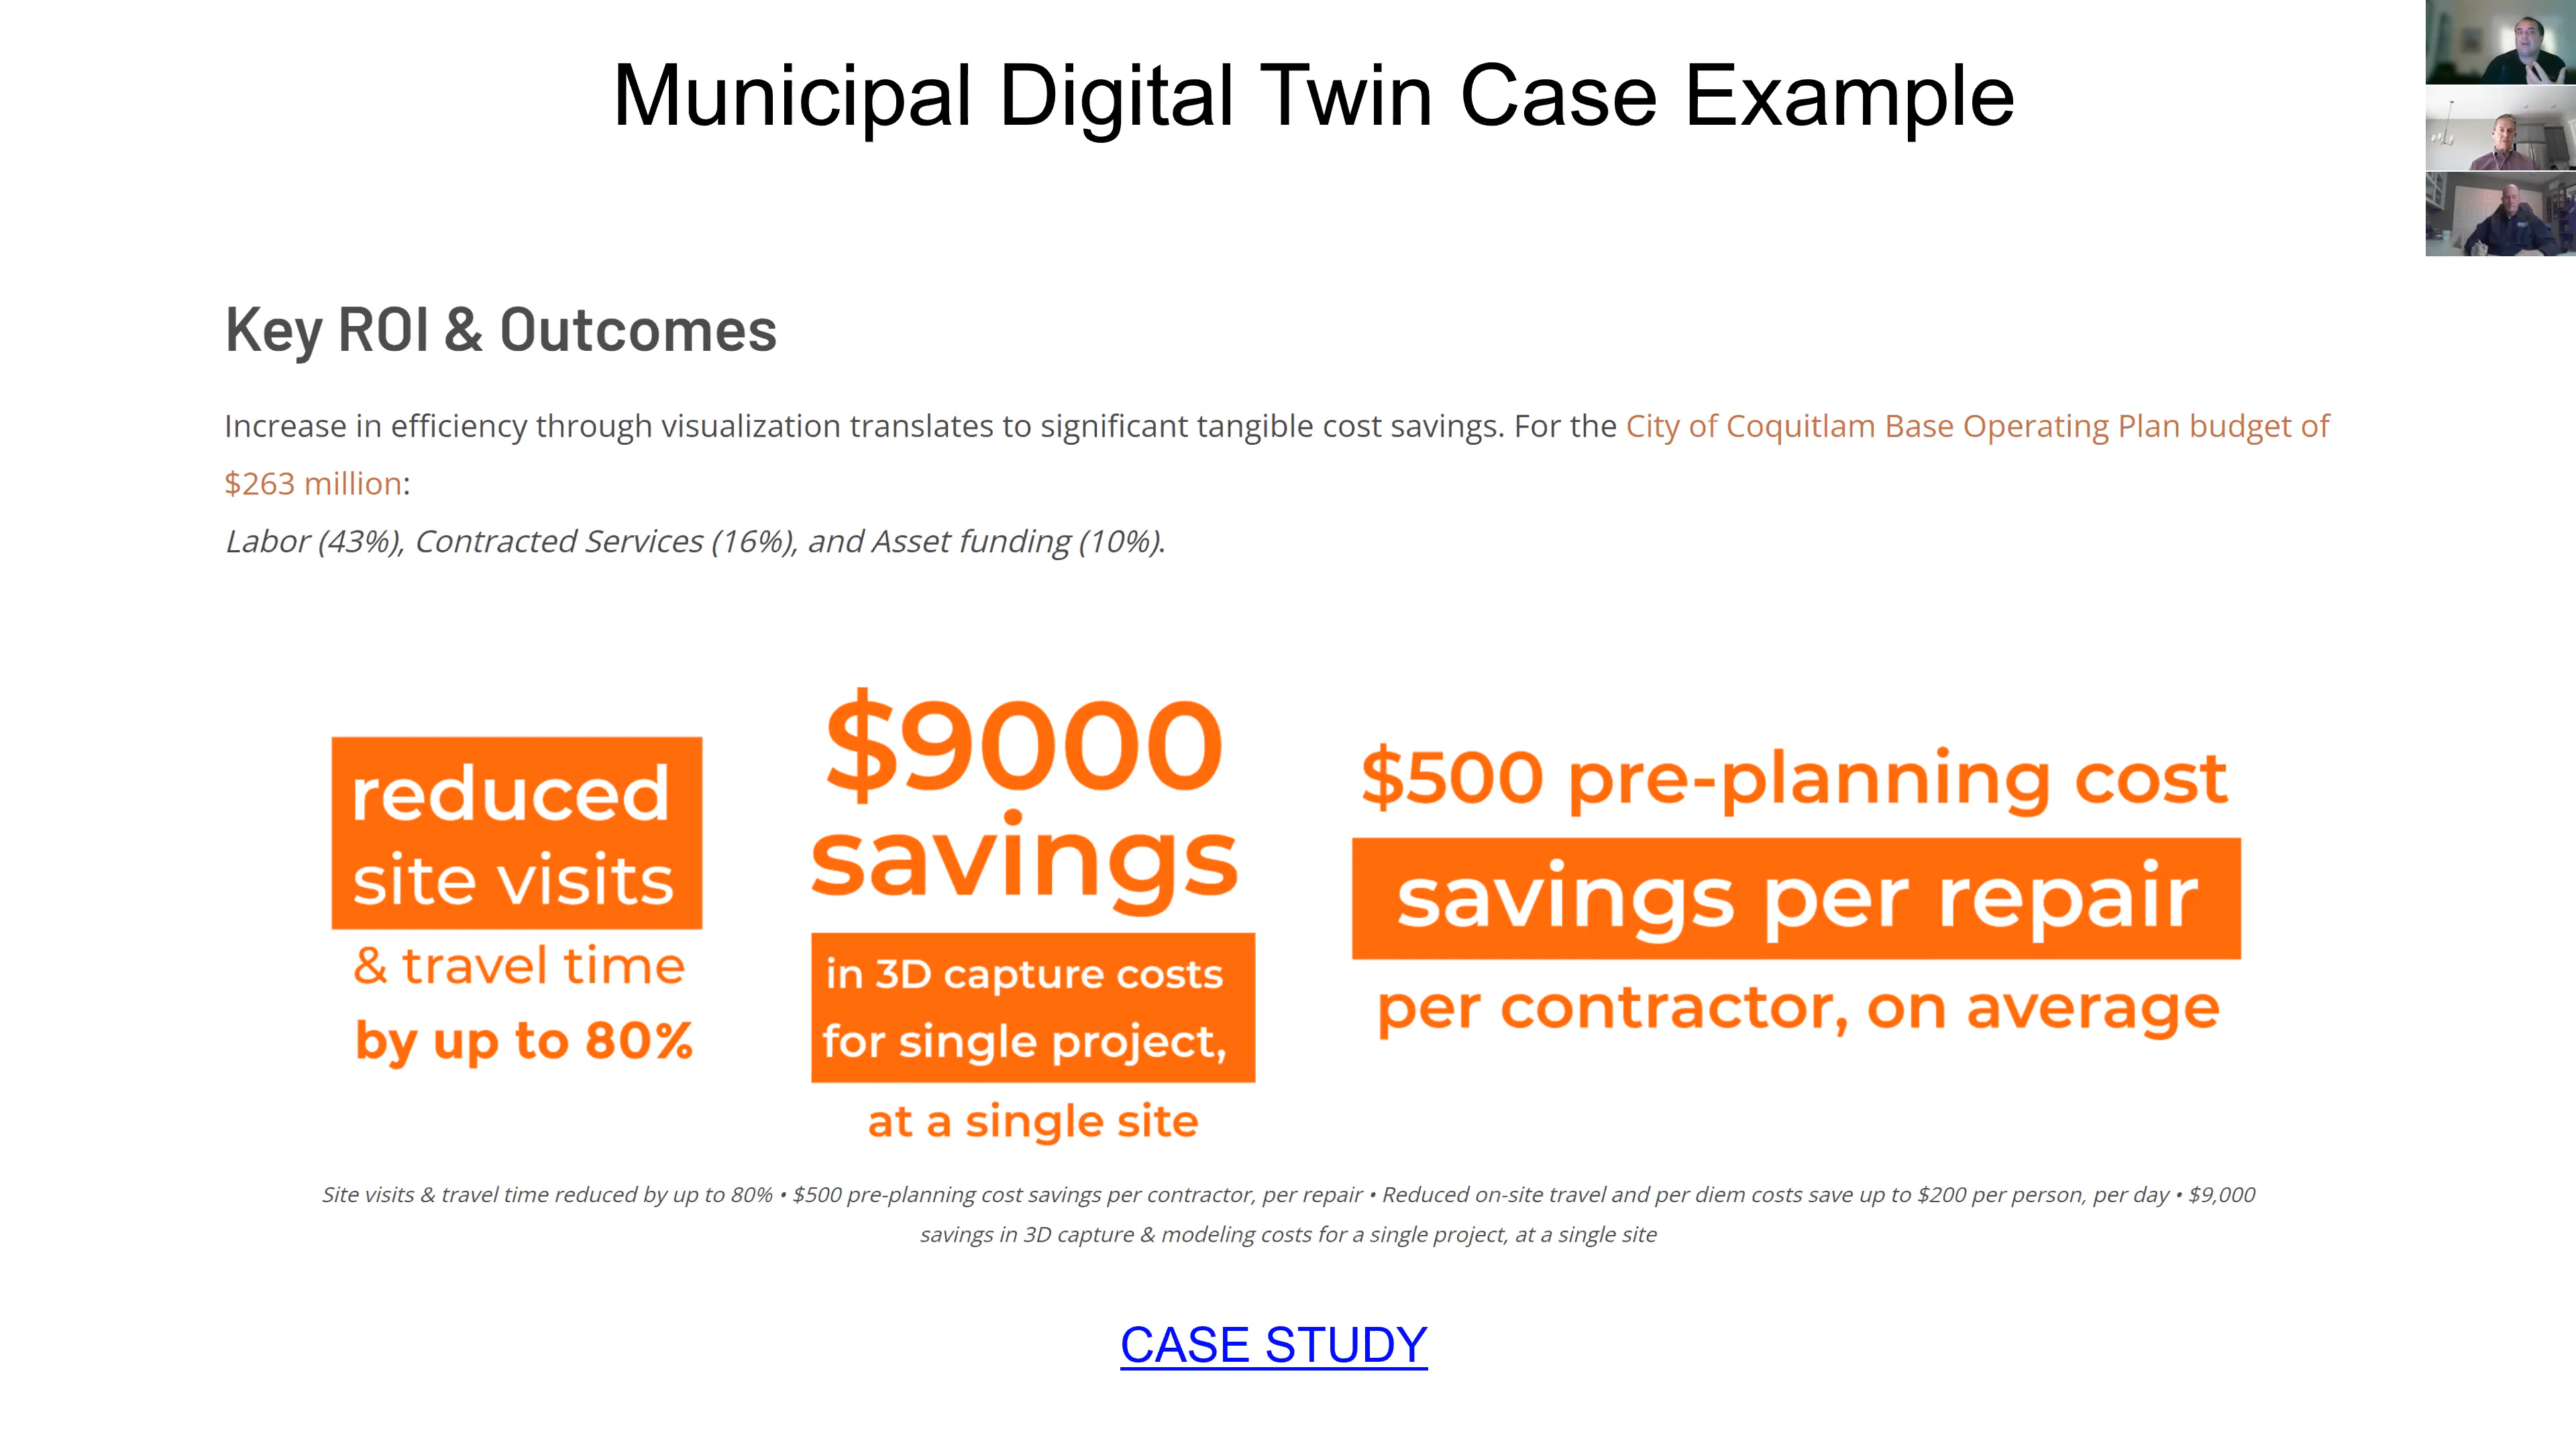 Municipal Digital Twin Case Example
Key ROI & Outcomes
Increase in efficiency through visualization translates to significant tangible cost savings. For the City of Coquitlam Base Operating Plan budget of
$263 million:
Labor (43%), Contracted Services (16%), and Asset funding (10%).
reduced
site visits
& travel time
by up to 80%
$9000
savings
in 3D capture costs
for single project,
at a single site
$500 pre-planning cost
savings per repair
per contractor, on average
Site visits & travel time reduced by up to 80% • $500 pre-planning cost savings per contractor, per repair • Reduced on-site travel and per diem costs save up to $200 per person, per day • $9,000
savings in 3D capture & modeling costs for a single project, at a single site
CASE STUDY